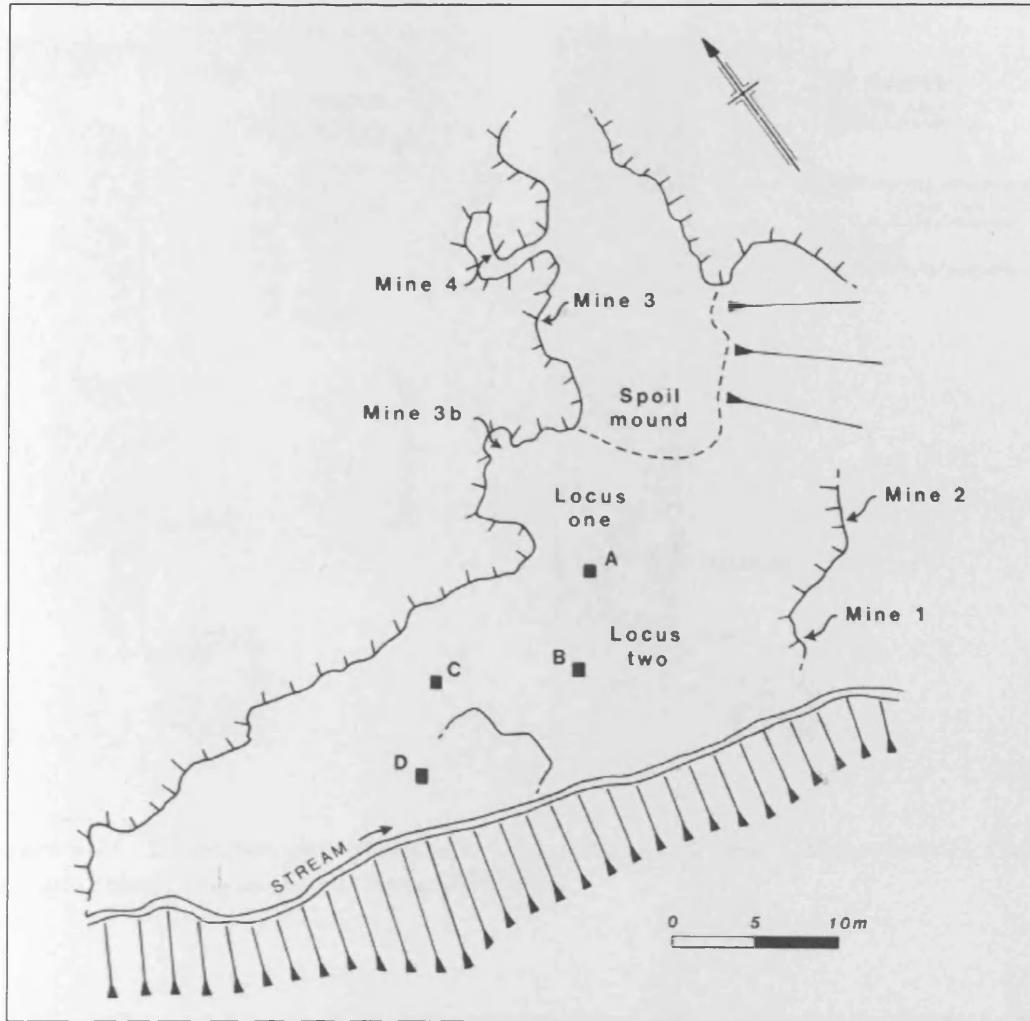 Mine 4
Mine 3
Spoil
mound
Mine 3b
Locus
one
Mine 2
A
Mine 1
Locus
two
B
C
D
STREAM
0 5 10m